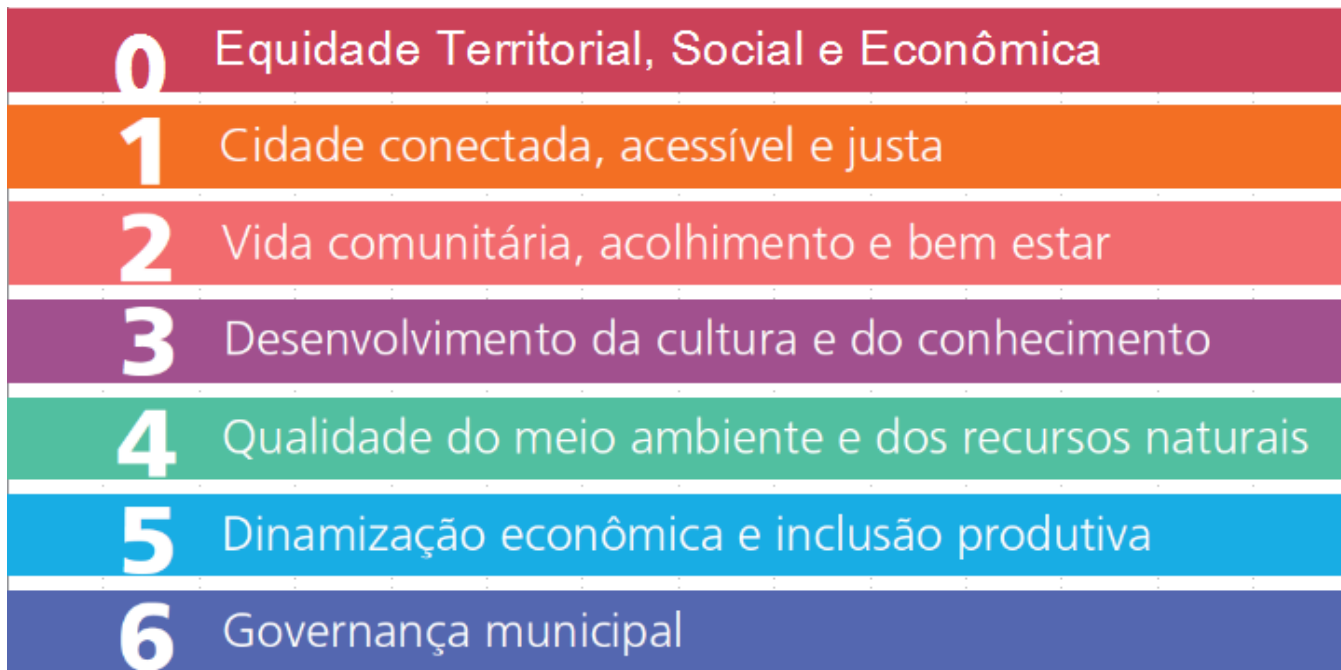 0 Equidade Territorial, Social e Econômica
1 Cidade conectada, acessível e justa
2 Vida comunitária, acolhimento e bem estar
3 Desenvolvimento da cultura e do conhecimento
4 Qualidade do meio ambiente e dos recursos naturais
5 Dinamização econômica e inclusão produtiva
6 Governança municipal